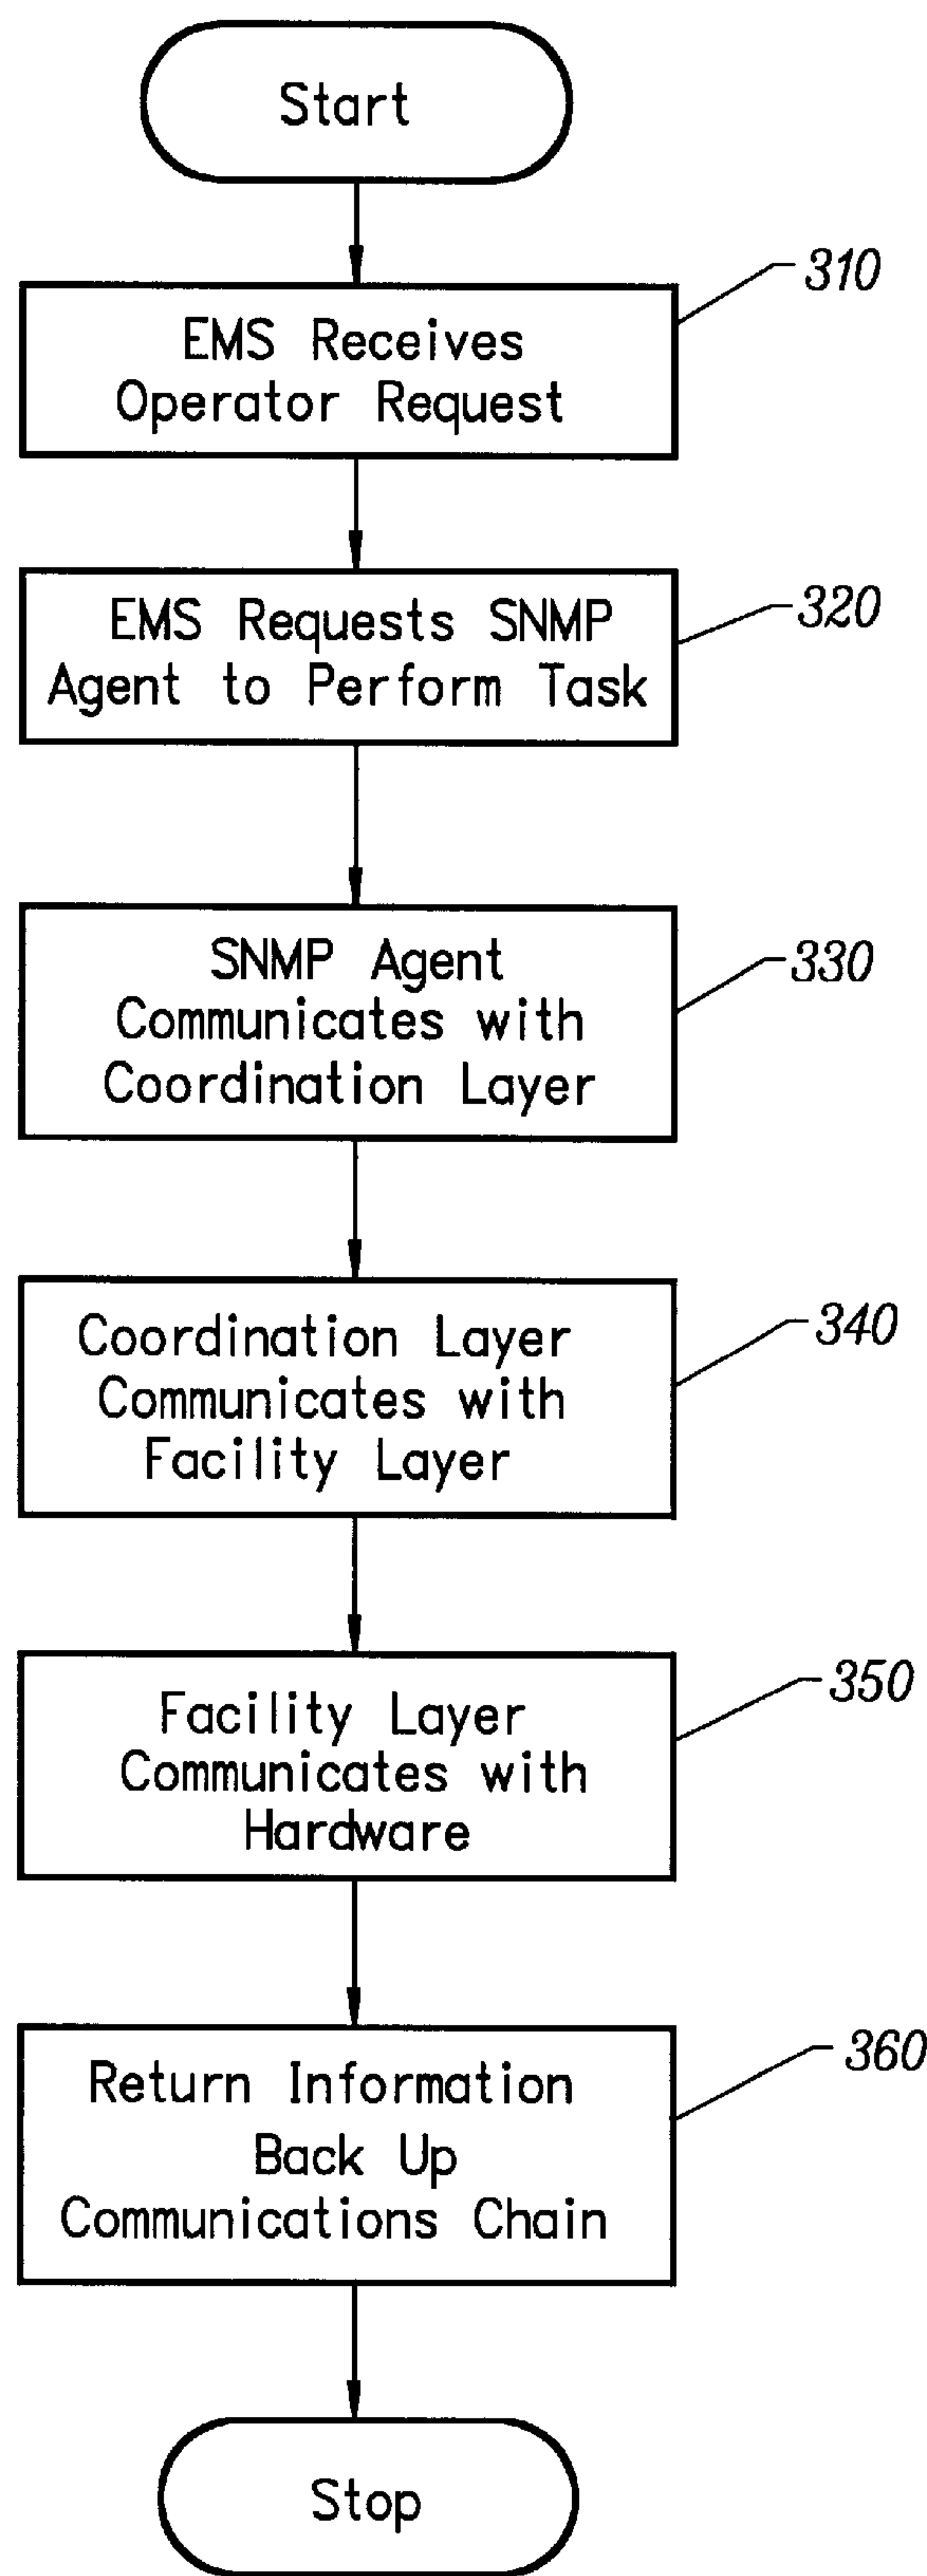 Start
310
EMS Receives
Operator Request
320
EMS Requests SNMP
Agent to Perform Task
330
SNMP Agent
Communicates with
Coordination Layer
340
Coordination Layer
Communicates with
Facility Layer
350
Facility Layer
Communicates with
Hardware
360
Return Information
Back Up
Communications Chain
Stop